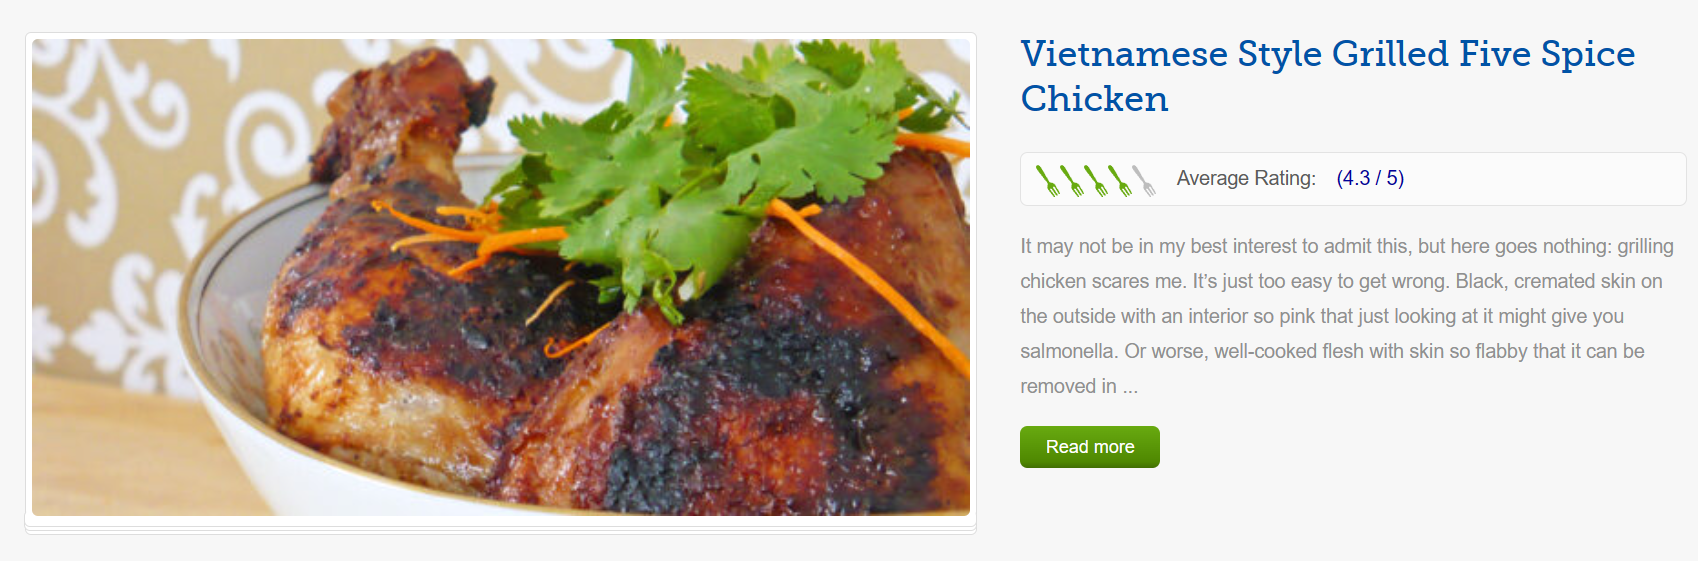 Vietnamese Style Grilled Five Spice
Chicken
Average Rating: (4.3 / 5)
It may not be in my best interest to admit this, but here goes nothing: grilling
chicken scares me. It’s just too easy to get wrong. Black, cremated skin on
the outside with an interior so pink that just looking at it might give you
salmonella. Or worse, well-cooked flesh with skin so flabby that it can be
removed in ...
Read more